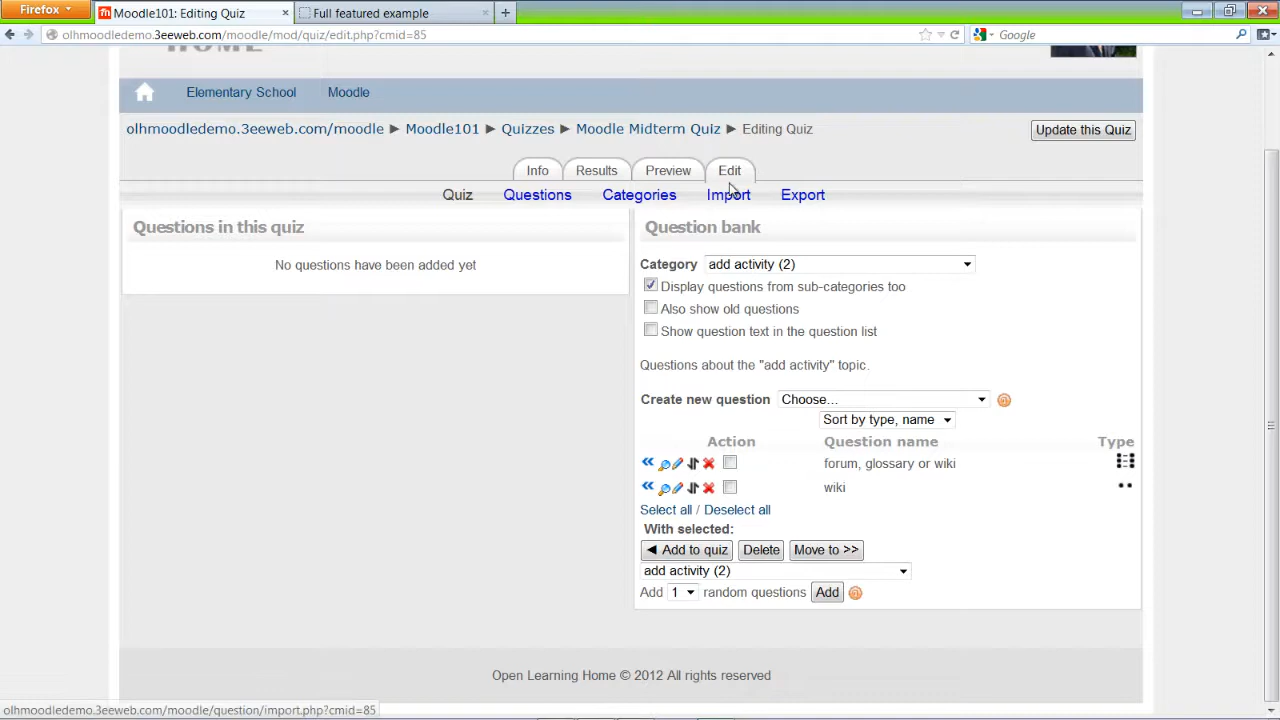 Firefox
Moodle101: Editing Quiz
Full featured example
olhmoodledemo.3eeweb.com/moodle/mod/quiz/edit.php?cmid=85
Google
HOME
Elementary School
Moodle
olhmoodledemo.3eeweb.com/moodle ► Moodle101 ► Quizzes ► Moodle Midterm Quiz ► Editing Quiz
Update this Quiz
Info
Results
Preview
Edit
Quiz
Questions
Categories
Import
Export
Questions in this quiz
No questions have been added yet
Question bank
Category add activity (2)
Display questions from sub-categories too
Also show old questions
Show question text in the question list
Questions about the "add activity" topic.
Create new question Choose...
Sort by type, name
Action Question name Type
forum, glossary or wiki
wiki
Select all / Deselect all
With selected:
◄ Add to quiz Delete Move to >>
add activity (2)
Add 1 random questions Add
Open Learning Home © 2012 All rights reserved
olhmoodledemo.3eeweb.com/moodle/question/import.php?cmid=85